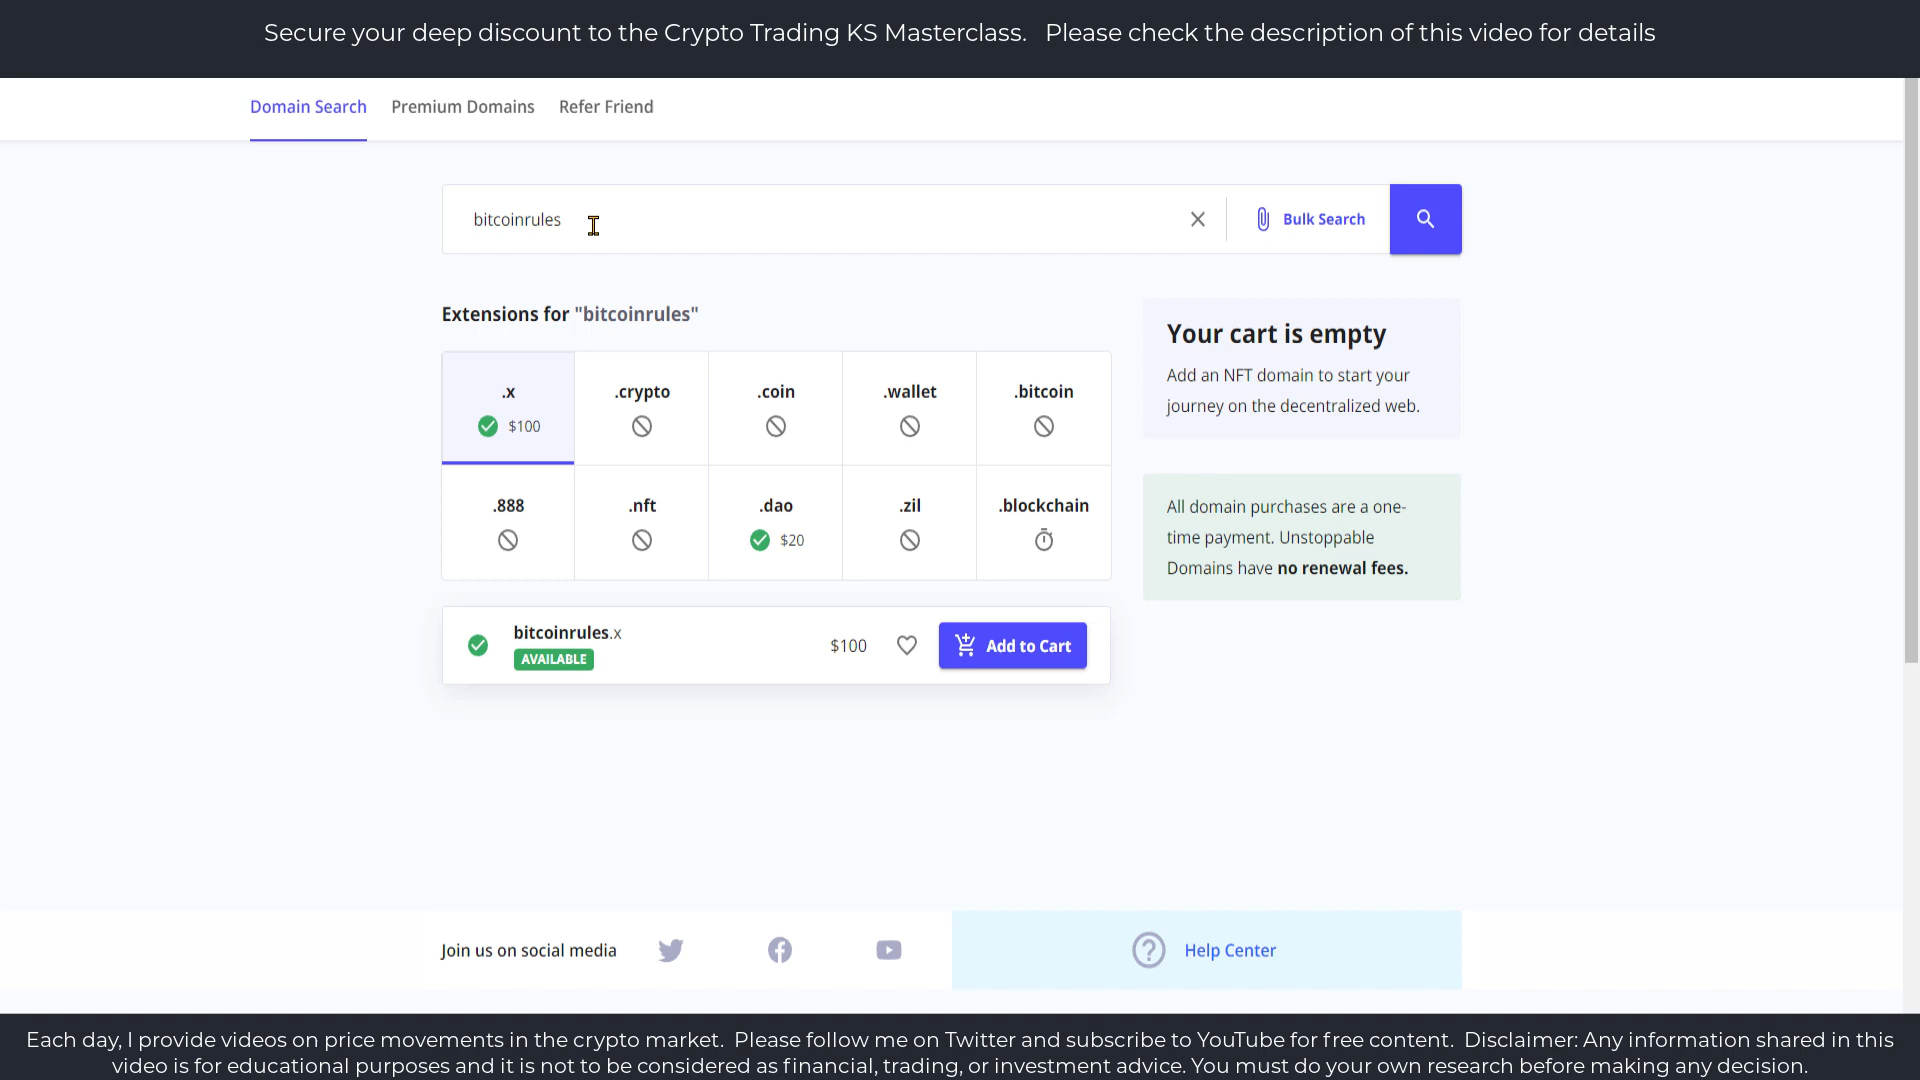 Secure your deep discount to the Crypto Trading KS Masterclass. Please check the description of this video for details
Domain Search Premium Domains Refer Friend
bitcoinrules
Bulk Search
Extensions for "bitcoinrules"
.x .crypto .coin .wallet .bitcoin
$100
.888 .nft .dao .zil .blockchain
$20
bitcoinrules.x
AVAILABLE
$100
Add to Cart
Your cart is empty
Add an NFT domain to start your
journey on the decentralized web.
All domain purchases are a one-
time payment. Unstoppable
Domains have no renewal fees.
Join us on social media
Help Center
Each day, I provide videos on price movements in the crypto market. Please follow me on Twitter and subscribe to YouTube for free content. Disclaimer: Any information shared in this
video is for educational purposes and it is not to be considered as financial, trading, or investment advice. You must do your own research before making any decision.